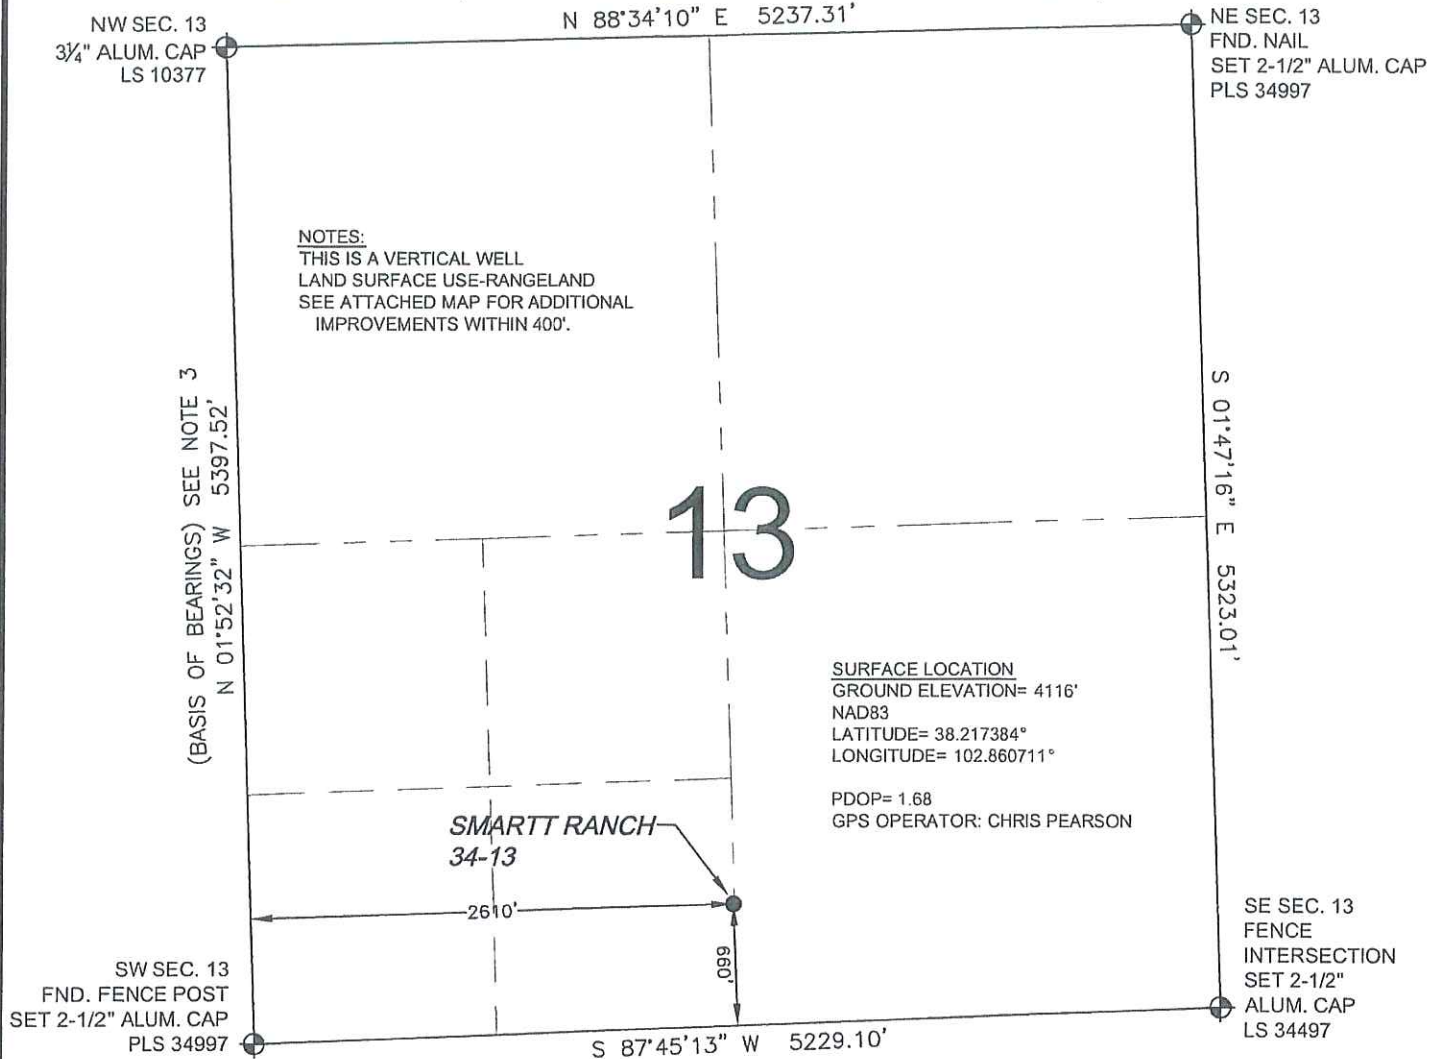 N 88°34'10" E 5237.31'
NW SEC. 13
3¼" ALUM. CAP
LS 10377
NE SEC. 13
FND. NAIL
SET 2-1/2" ALUM. CAP
PLS 34997
NOTES:
THIS IS A VERTICAL WELL
LAND SURFACE USE-RANGELAND
SEE ATTACHED MAP FOR ADDITIONAL
IMPROVEMENTS WITHIN 400'.
(BASIS OF BEARINGS) SEE NOTE 3
N 01°52'32" W 5397.52'
13
S 01°47'16" E 5323.01'
SURFACE LOCATION
GROUND ELEVATION= 4116'
NAD83
LATITUDE= 38.217384°
LONGITUDE= 102.860711°
PDOP= 1.68
GPS OPERATOR: CHRIS PEARSON
SMARTT RANCH
34-13
2610'
660'
SW SEC. 13
FND. FENCE POST
SET 2-1/2" ALUM. CAP
PLS 34997
SE SEC. 13
FENCE
INTERSECTION
SET 2-1/2"
ALUM. CAP
LS 34497
S 87°45'13" W 5229.10'